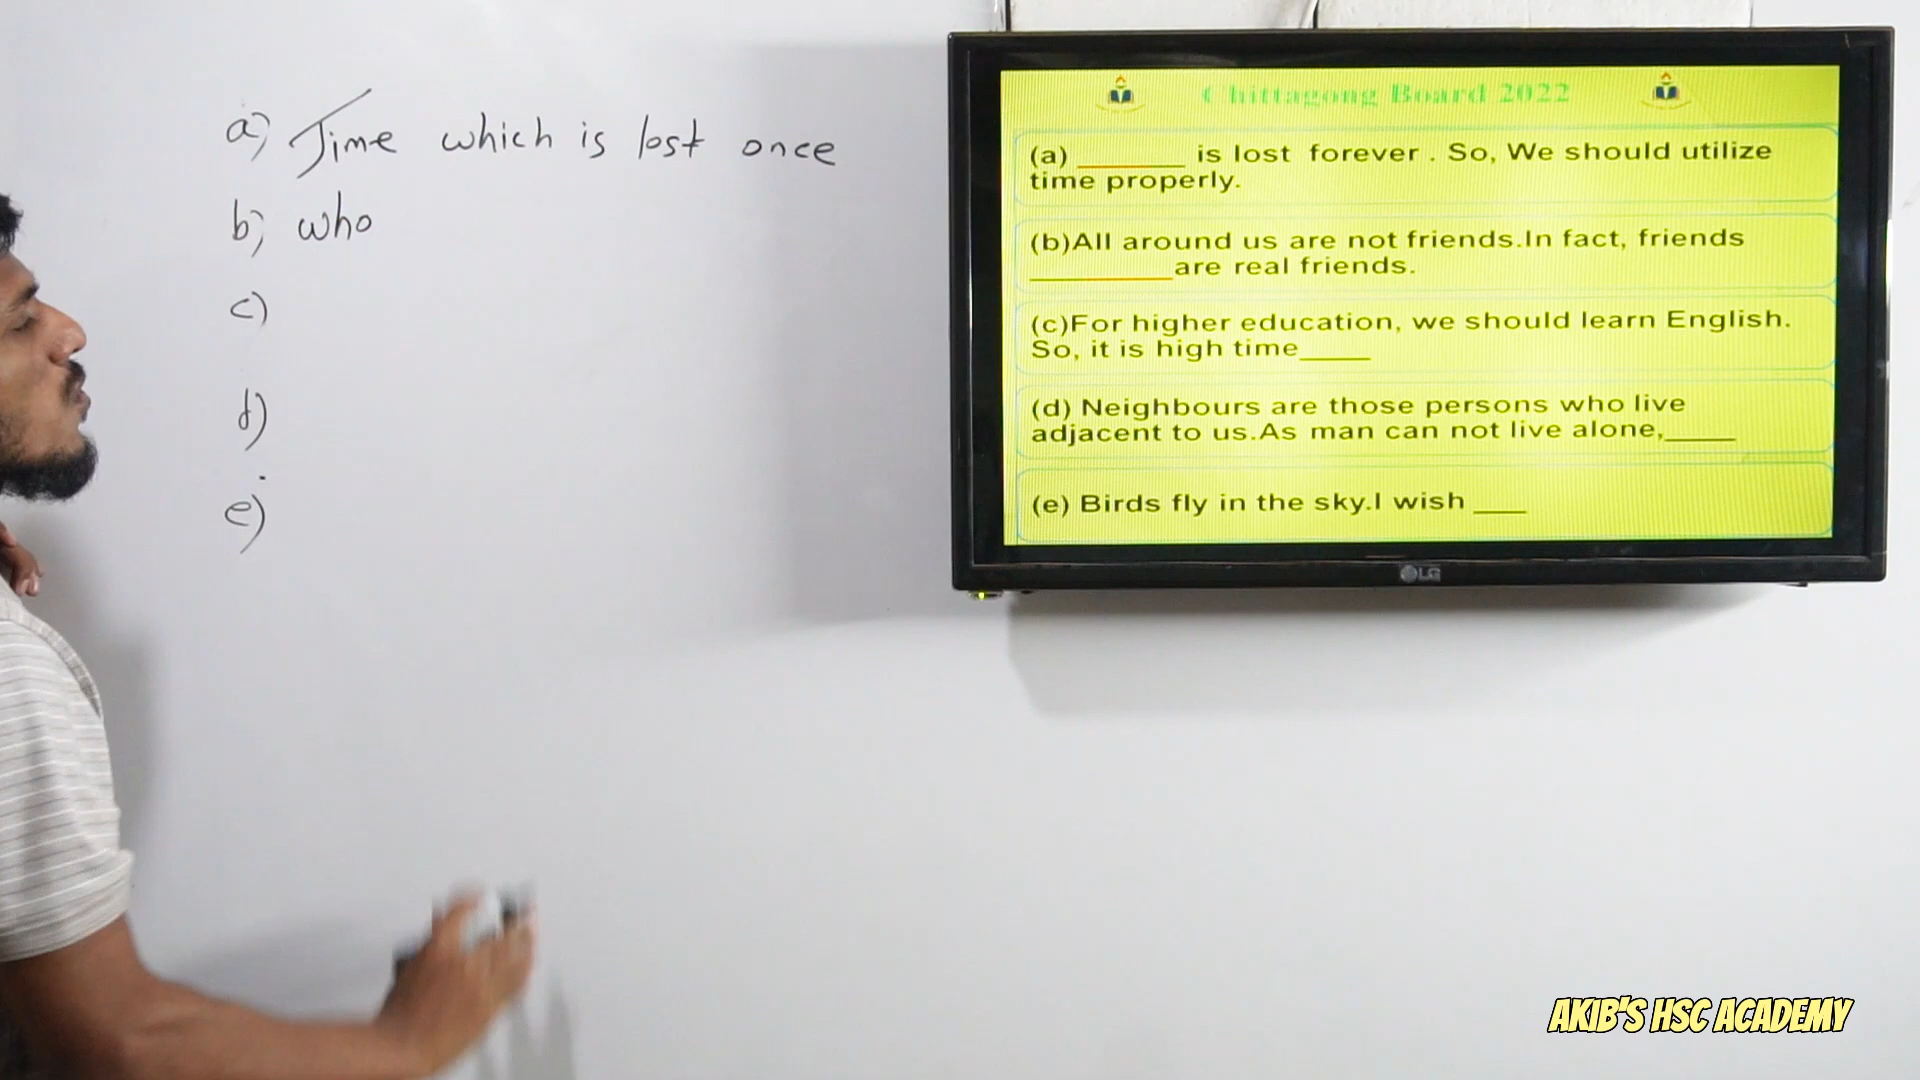 a) Time which is lost once
b) who
c)
d)
e)
Chittagong Board 2022
(a) ________ is lost forever . So, We should utilize
time properly.
(b)All around us are not friends.In fact, friends
__________are real friends.
(c)For higher education, we should learn English.
So, it is high time_____
(d) Neighbours are those persons who live
adjacent to us.As man can not live alone,_____
(e) Birds fly in the sky.I wish ____
LG
AKIB'S HSC ACADEMY